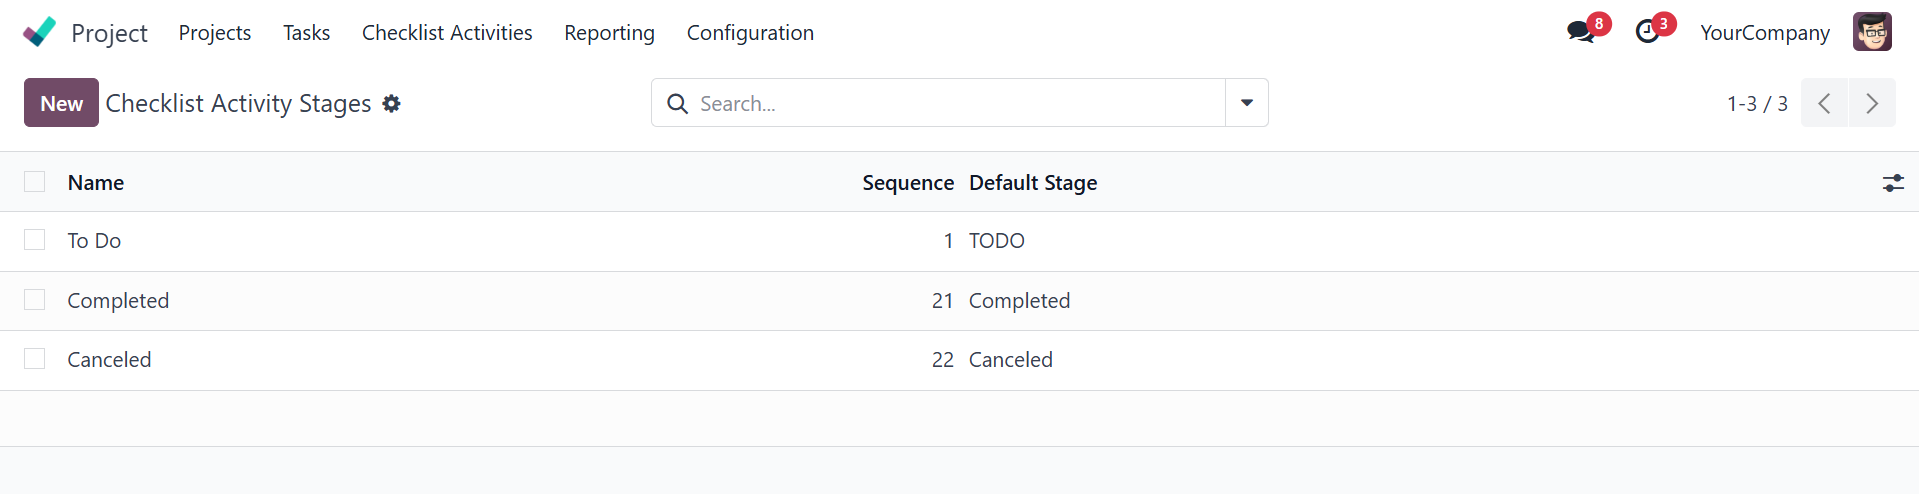 Project Projects Tasks Checklist Activities Reporting Configuration 8 3 YourCompany
New Checklist Activity Stages Search... 1-3 / 3
Name Sequence Default Stage
To Do 1 TODO
Completed 21 Completed
Canceled 22 Canceled